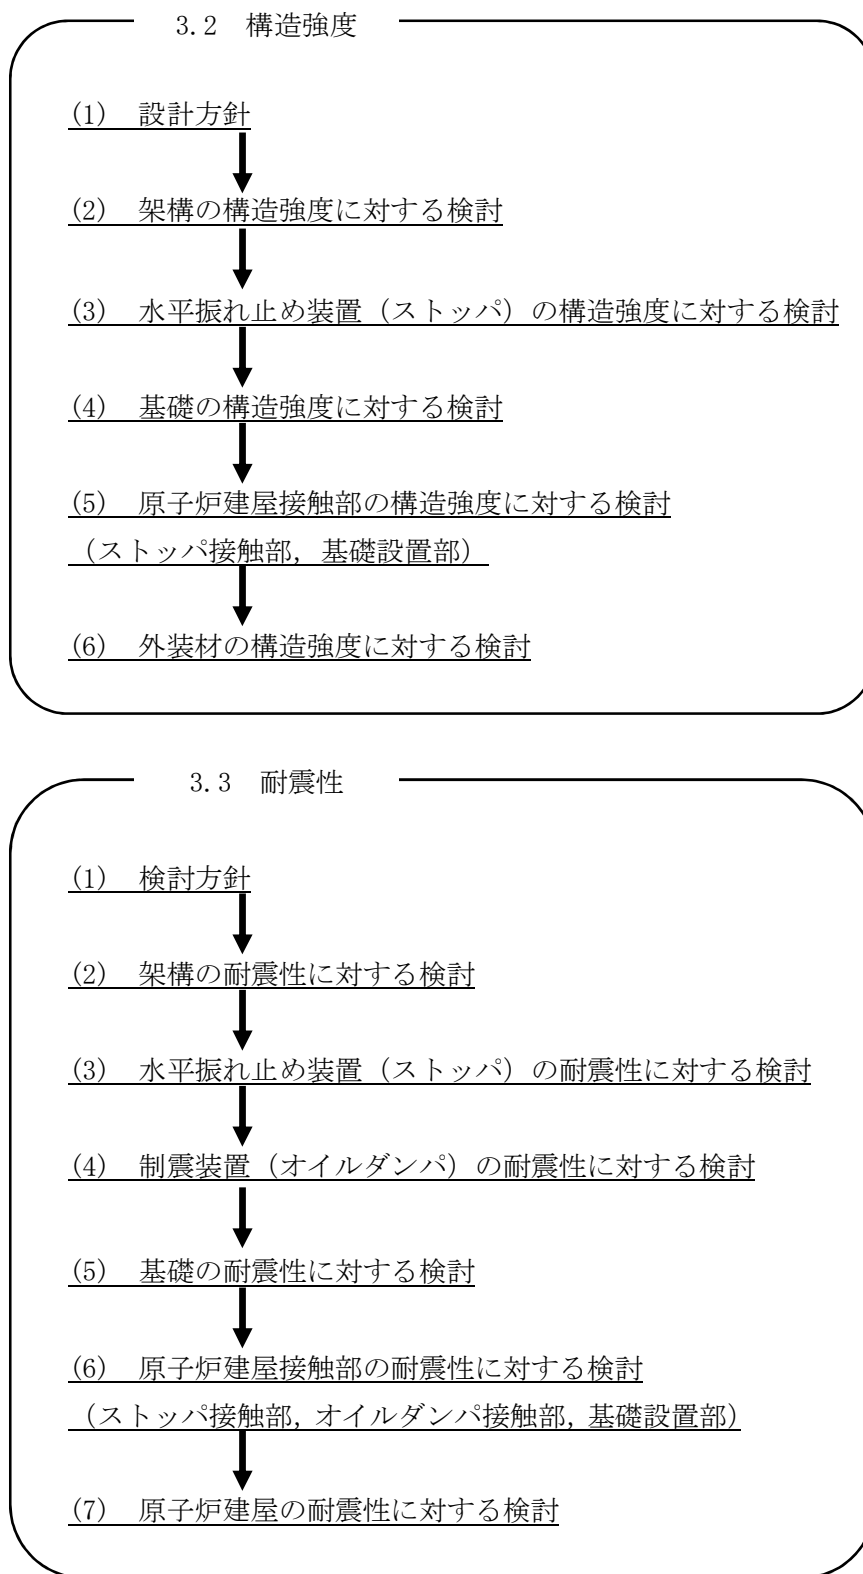 3.2 構造強度
(1) 設計方針
(2) 架構の構造強度に対する検討
(3) 水平振れ止め装置（ストッパ）の構造強度に対する検討
(4) 基礎の構造強度に対する検討
(5) 原子炉建屋接触部の構造強度に対する検討
（ストッパ接触部，基礎設置部）
(6) 外装材の構造強度に対する検討
3.3 耐震性
(1) 検討方針
(2) 架構の耐震性に対する検討
(3) 水平振れ止め装置（ストッパ）の耐震性に対する検討
(4) 制震装置（オイルダンパ）の耐震性に対する検討
(5) 基礎の耐震性に対する検討
(6) 原子炉建屋接触部の耐震性に対する検討
（ストッパ接触部，オイルダンパ接触部，基礎設置部）
(7) 原子炉建屋の耐震性に対する検討